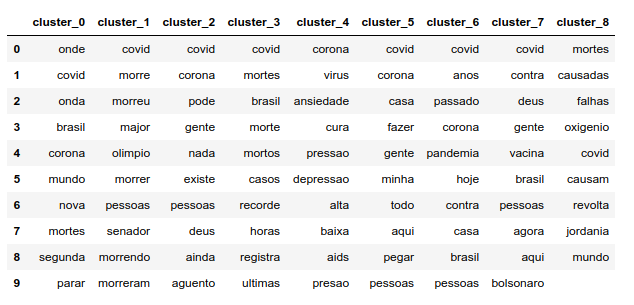 cluster_0 cluster_1 cluster_2 cluster_3 cluster_4 cluster_5 cluster_6 cluster_7 cluster_8
0 onde covid covid covid corona covid covid covid mortes
1 covid morre corona mortes virus corona anos contra causadas
2 onda morreu pode brasil ansiedade casa passado deus falhas
3 brasil major gente morte cura fazer corona gente oxigenio
4 corona olimpio nada mortos pressao gente pandemia vacina covid
5 mundo morrer existe casos depressao minha hoje brasil causam
6 nova pessoas pessoas recorde alta todo contra pessoas revolta
7 mortes senador deus horas baixa aqui casa agora jordania
8 segunda morrendo ainda registra aids pegar brasil aqui mundo
9 parar morreram aguento ultimas presao pessoas pessoas bolsonaro